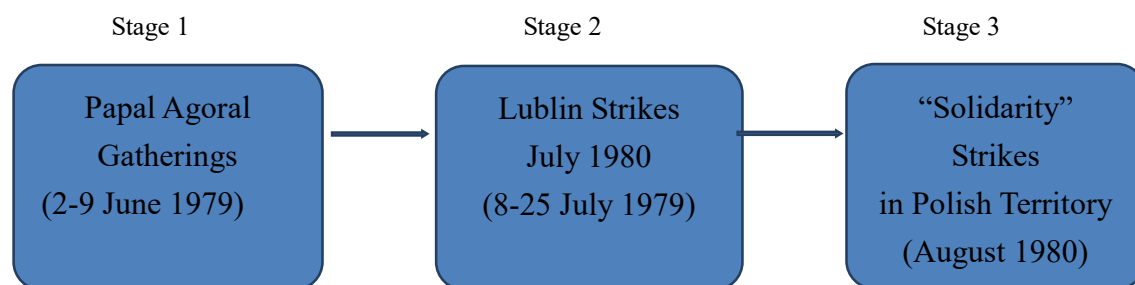 Stage 1
Papal Agoral
Gatherings
(2-9 June 1979)
Stage 2
Lublin Strikes
July 1980
(8-25 July 1979)
Stage 3
“Solidarity”
Strikes
in Polish Territory
(August 1980)